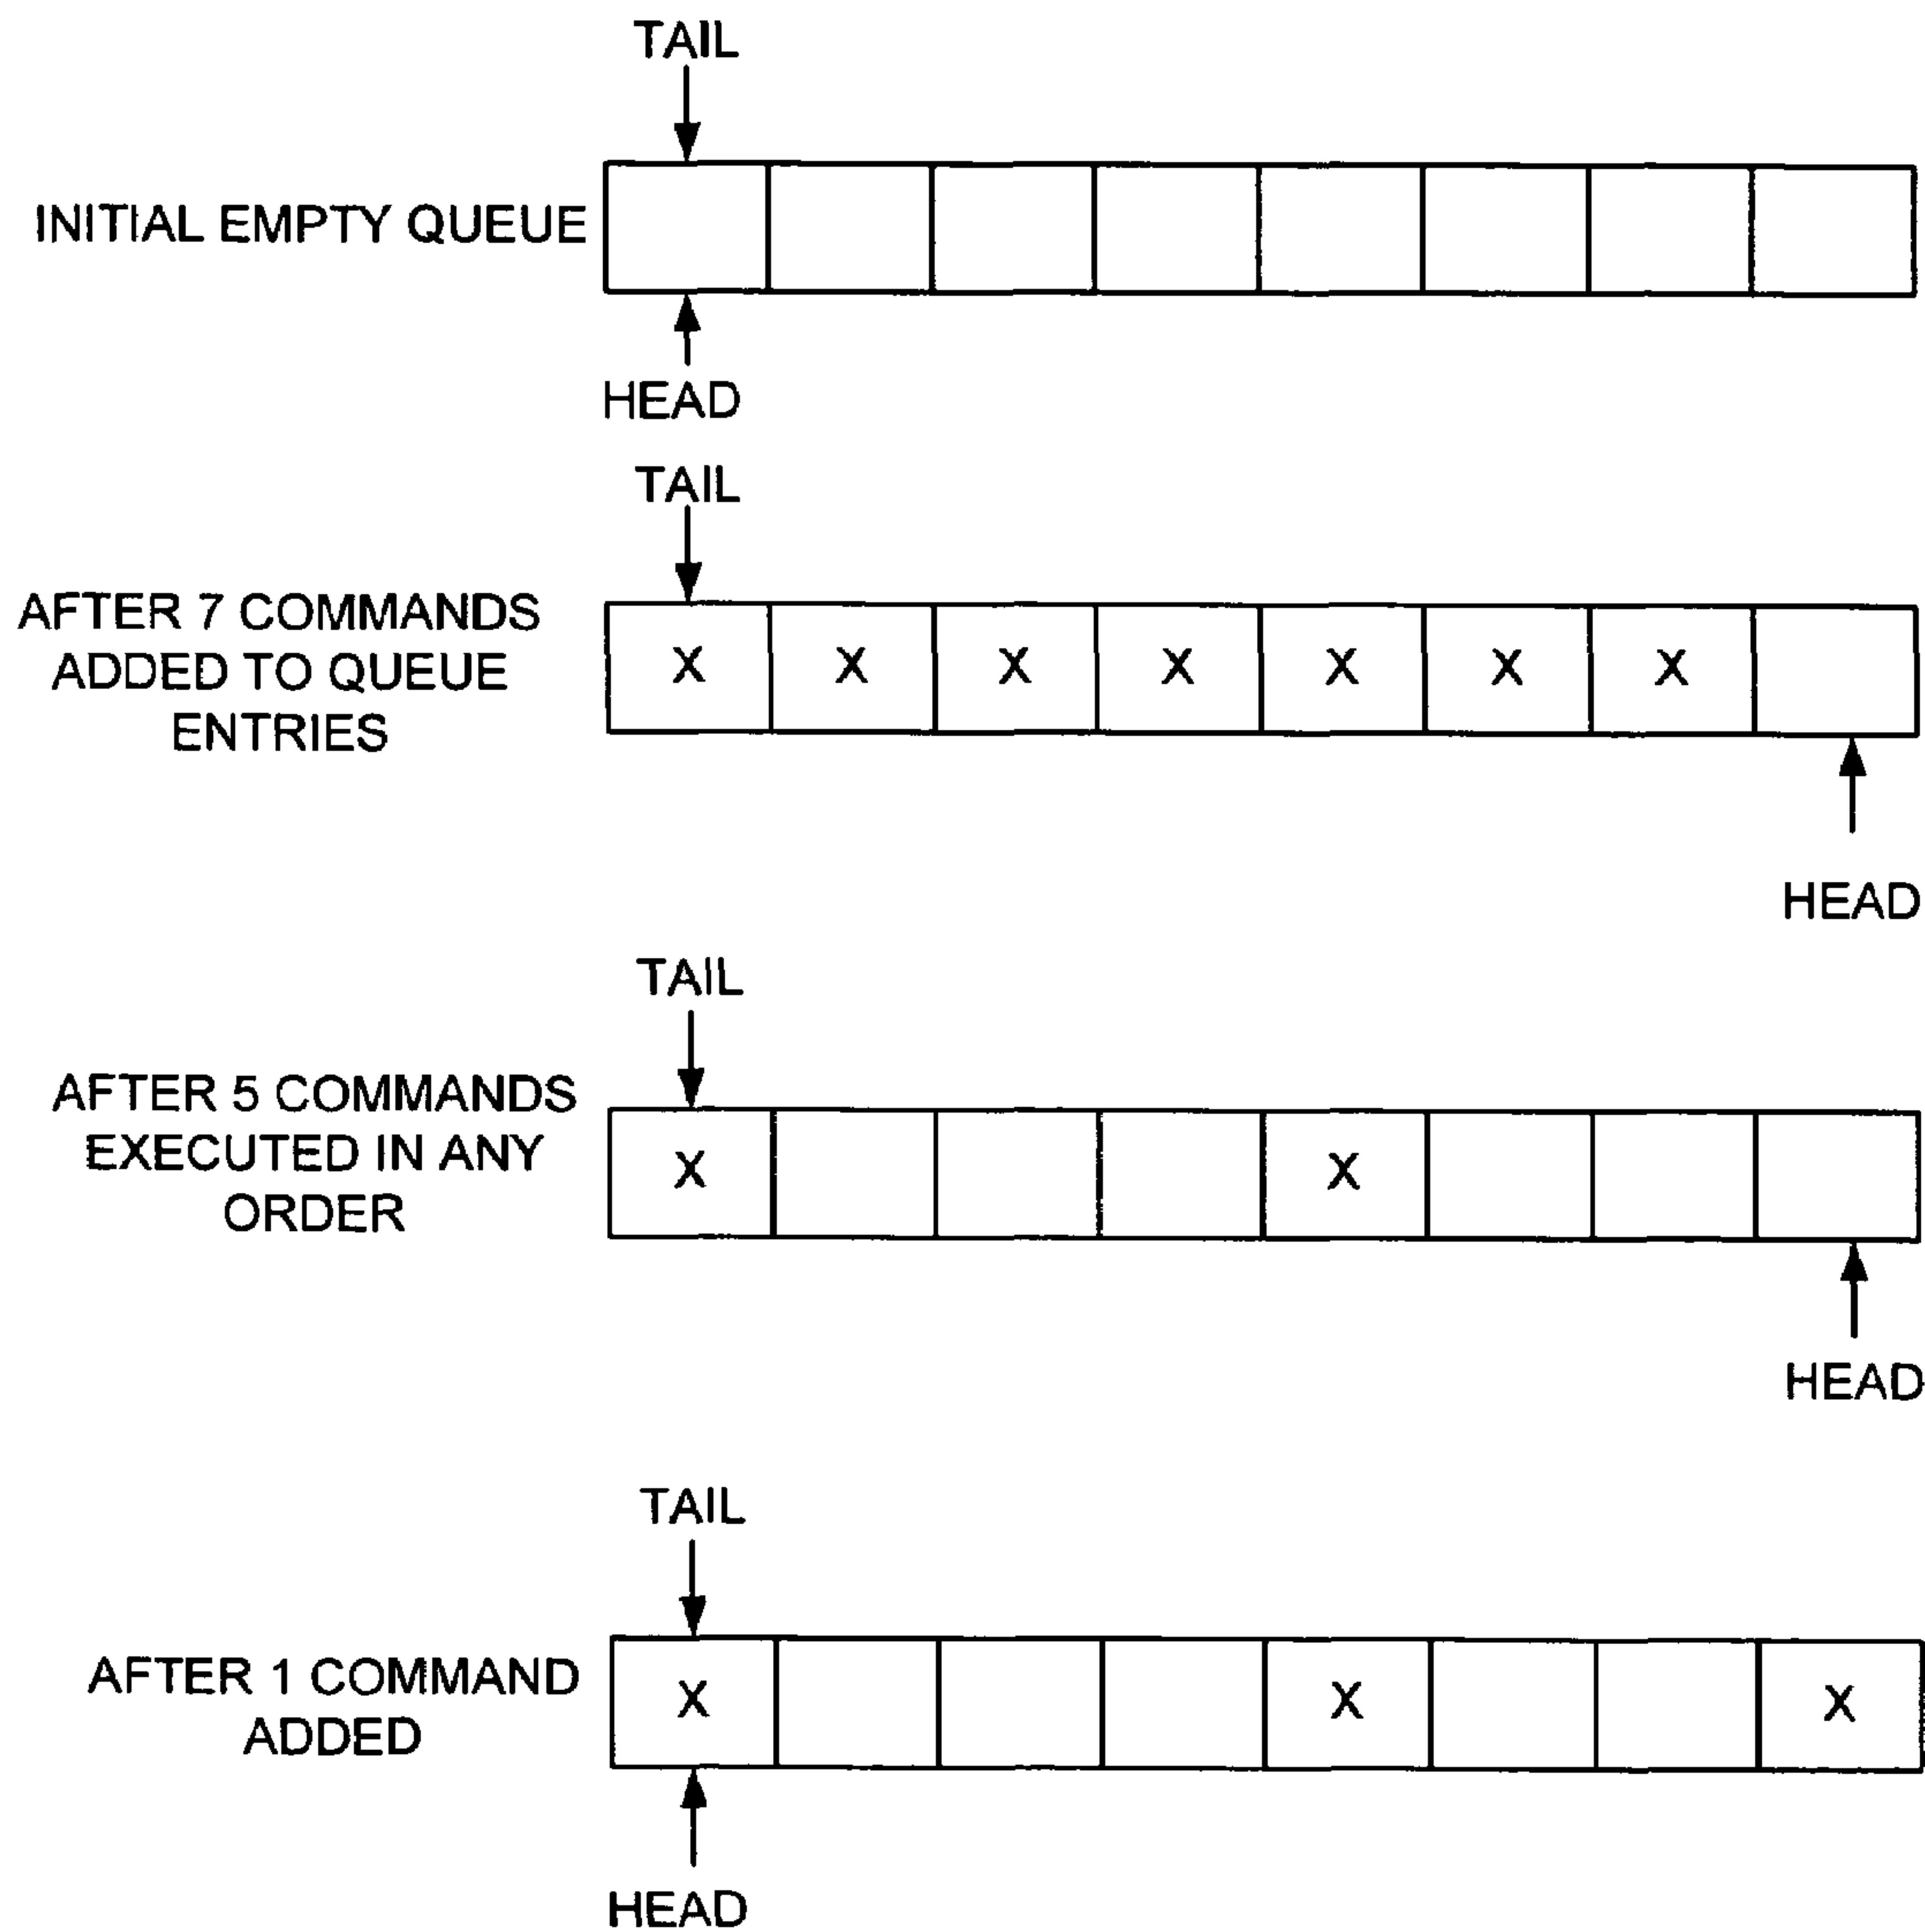 TAIL
INITIAL EMPTY QUEUE
HEAD
TAIL
AFTER 7 COMMANDS
ADDED TO QUEUE
ENTRIES
X X X X X X X
HEAD
TAIL
AFTER 5 COMMANDS
EXECUTED IN ANY
ORDER
X X
HEAD
TAIL
AFTER 1 COMMAND
ADDED
X X X
HEAD